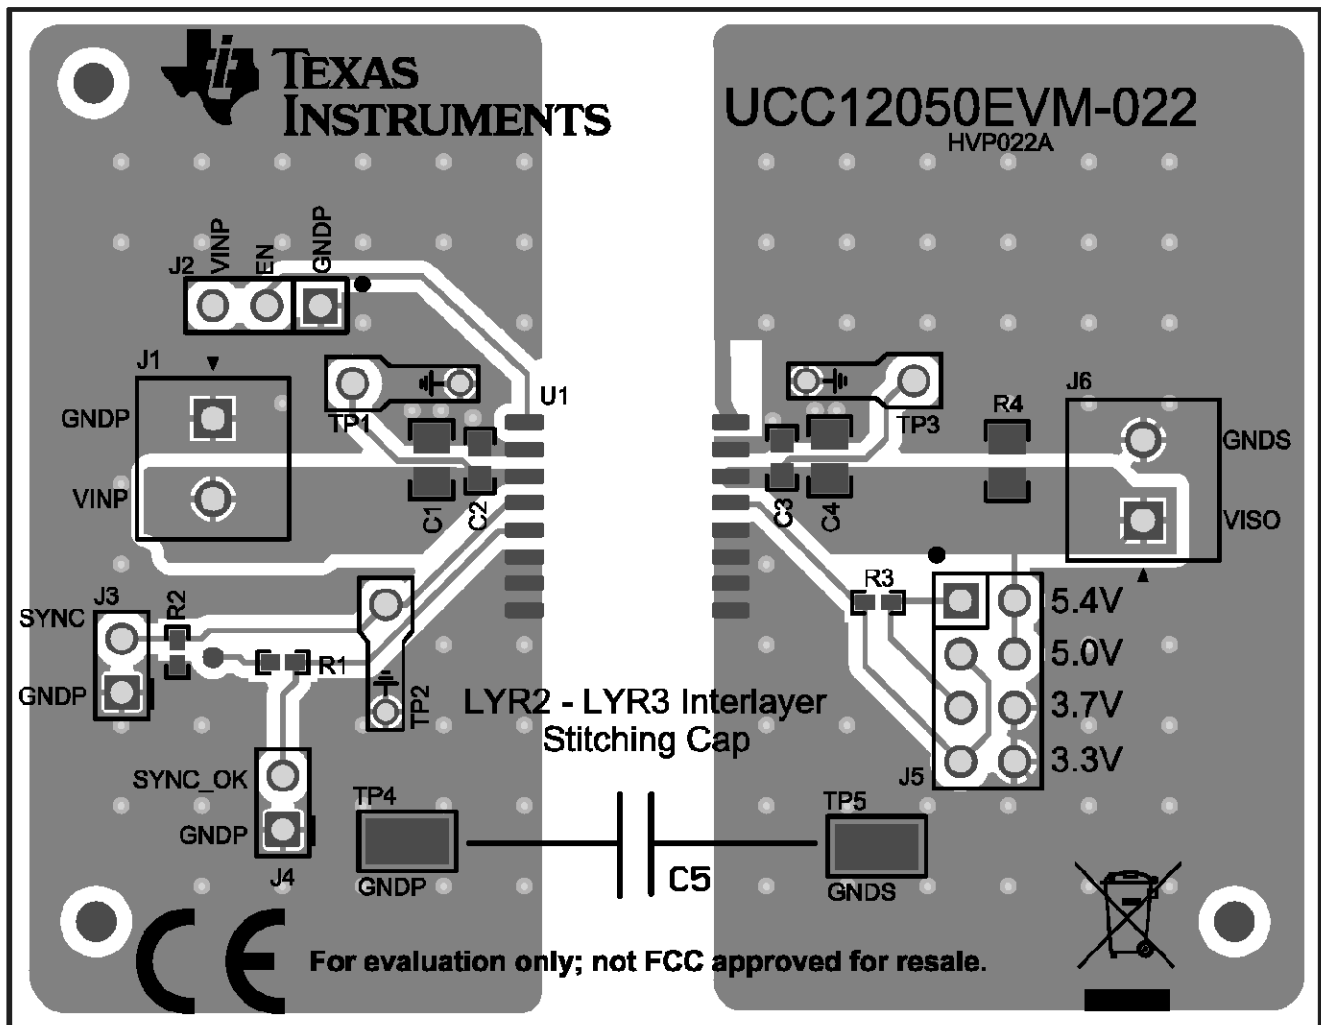 TEXAS
INSTRUMENTS
UCC12050EVM-022
HVP022A
J2
VINP
EN
GNDP
J1
GNDP
VINP
TP1
C1
C2
U1
TP3
C3
C4
R4
J6
GNDS
VISO
J3
SYNC
GNDP
R2
R1
TP2
R3
5.4V
5.0V
3.7V
3.3V
J5
LYR2 - LYR3 Interlayer
Stitching Cap
SYNC_OK
GNDP
J4
TP4
GNDP
C5
TP5
GNDS
CE
For evaluation only; not FCC approved for resale.